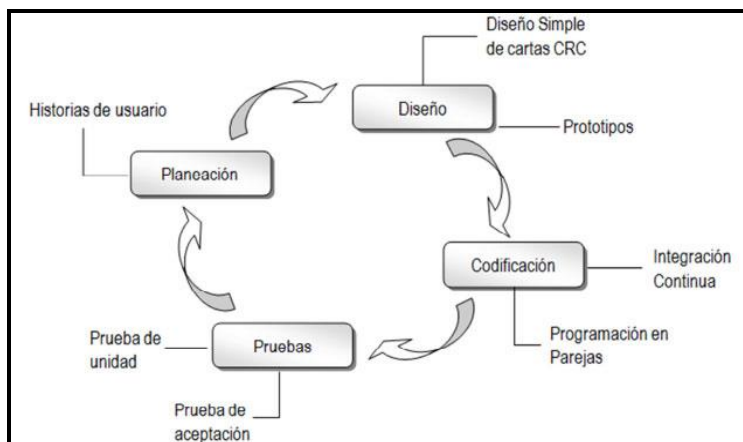 Diseño Simple
de cartas CRC
Diseño
Prototipos
Historias de usuario
Planeación
Codificación
Integración
Continua
Programación en
Parejas
Prueba de
unidad
Pruebas
Prueba de
aceptación